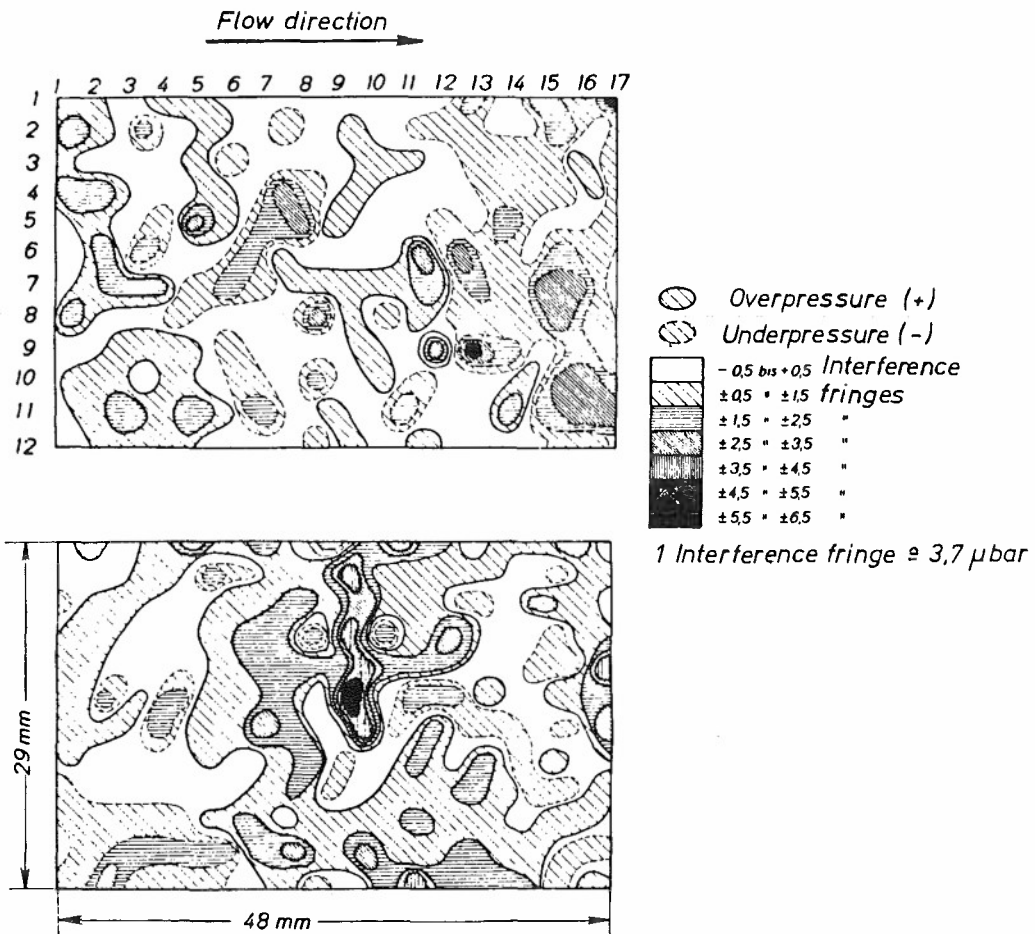 Flow direction
1 2 3 4 5 6 7 8 9 10 11 12 13 14 15 16 17
1
2
3
4
5
6
7
8
9
10
11
12
Overpressure (+)
Underpressure (-)
- 0,5 bis + 0,5 Interference
± 0,5 " ± 1,5 fringes
± 1,5 " ± 2,5 "
± 2,5 " ± 3,5 "
± 3,5 " ± 4,5 "
± 4,5 " ± 5,5 "
± 5,5 " ± 6,5 "
1 Interference fringe ≙ 3,7 µbar
29 mm
48 mm